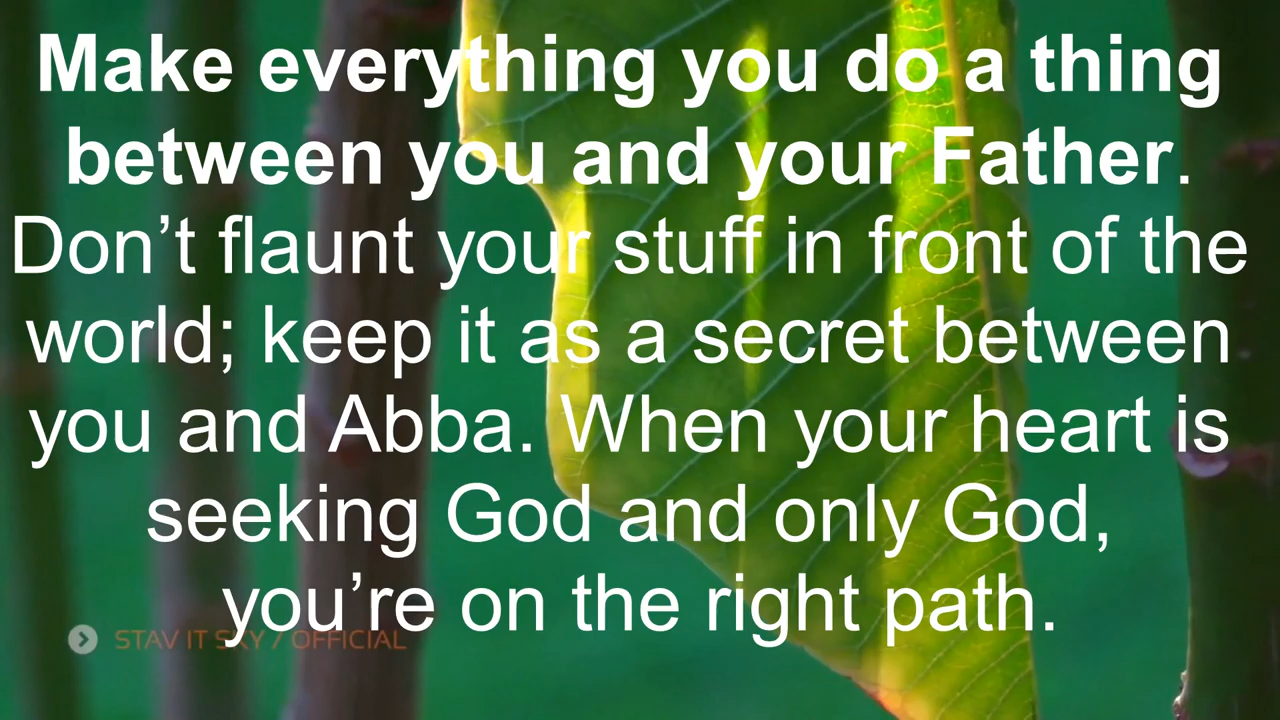 Make everything you do a thing
between you and your Father.
Don’t flaunt your stuff in front of the
world; keep it as a secret between
you and Abba. When your heart is
seeking God and only God,
you’re on the right path.
STAV IT SKY / OFFICIAL